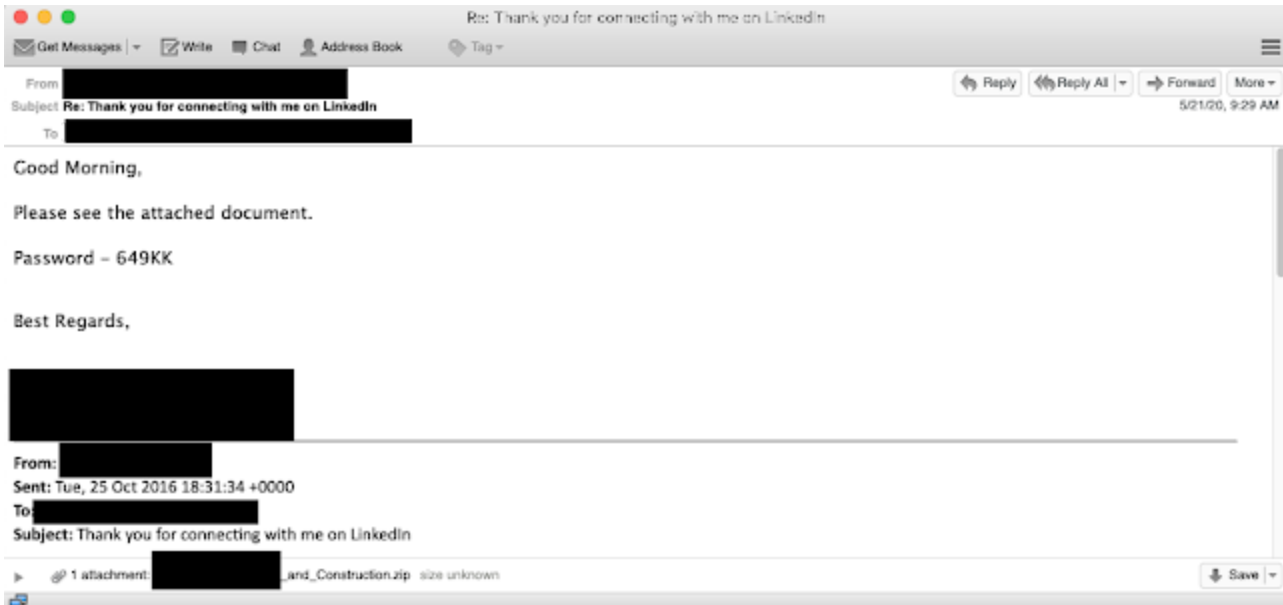 Re: Thank you for connecting with me on LinkedIn
Get Messages Write Chat Address Book Tag
From Reply Reply All Forward More
Subject Re: Thank you for connecting with me on LinkedIn 5/21/20, 9:29 AM
To
Good Morning,
Please see the attached document.
Password – 649KK
Best Regards,
From:
Sent: Tue, 25 Oct 2016 18:31:34 +0000
To:
Subject: Thank you for connecting with me on LinkedIn
1 attachment: _and_Construction.zip size unknown Save